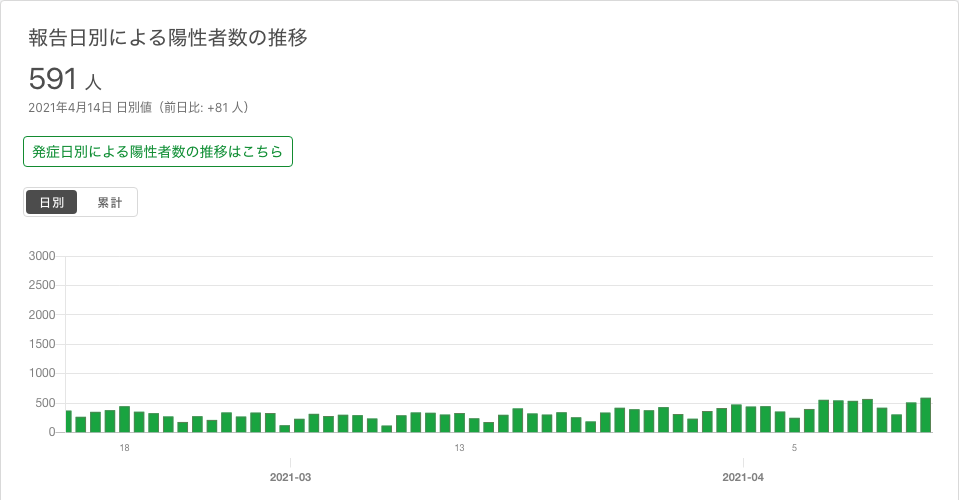 報告日別による陽性者数の推移
591 人
2021年4月14日 日別値（前日比: +81 人）
発症日別による陽性者数の推移はこちら
日別 累計
3000
2500
2000
1500
1000
500
0
18 13 5
2021-03 2021-04